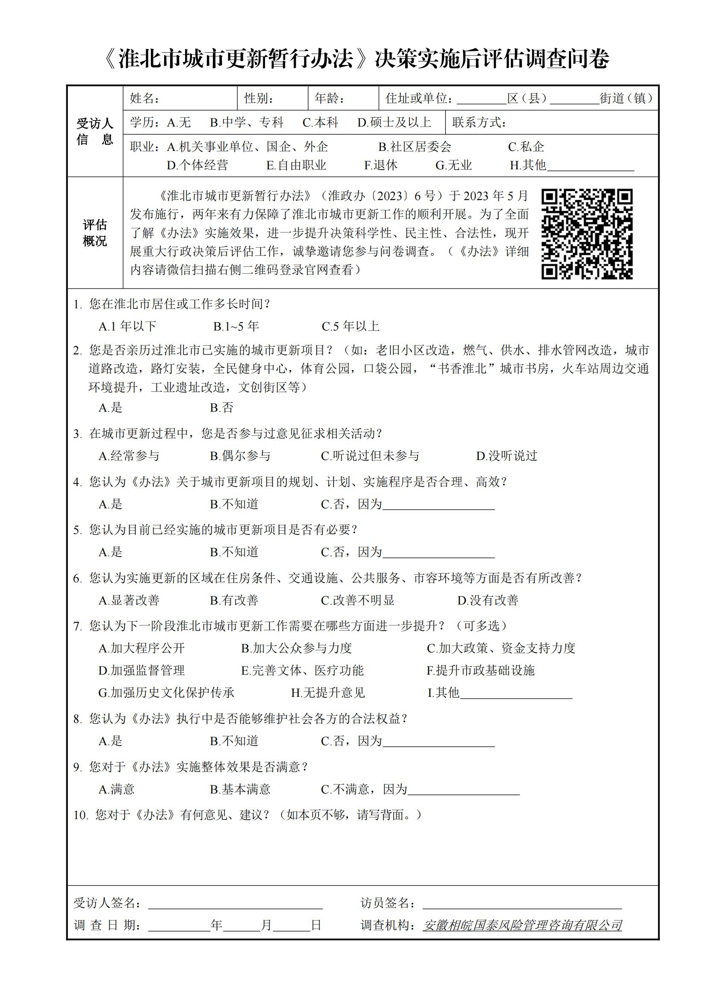 《淮北市城市更新暂行办法》决策实施后评估调查问卷
受访人
信 息
姓名：	性别：	年龄：	住址或单位：________区（县）________街道（镇）
学历：A.无 B.中学、专科 C.本科 D.硕士及以上	联系方式：
职业：A.机关事业单位、国企、外企 B.社区居委会 C.私企
D.个体经营 E.自由职业 F.退休 G.无业 H.其他______________
评估
概况
《淮北市城市更新暂行办法》（淮政办〔2023〕6 号）于 2023 年 5 月
发布施行，两年来有力保障了淮北市城市更新工作的顺利开展。为了全面
了解《办法》实施效果，进一步提升决策科学性、民主性、合法性，现开
展重大行政决策后评估工作，诚挚邀请您参与问卷调查。（《办法》详细
内容请微信扫描右侧二维码登录官网查看）
1. 您在淮北市居住或工作多长时间？
A.1 年以下 B.1~5 年 C.5 年以上
2. 您是否亲历过淮北市已实施的城市更新项目？（如：老旧小区改造，燃气、供水、排水管网改造，城市
道路改造，路灯安装，全民健身中心，体育公园，口袋公园，“书香淮北”城市书房，火车站周边交通
环境提升，工业遗址改造，文创街区等）
A.是 B.否
3. 在城市更新过程中，您是否参与过意见征求相关活动？
A.经常参与 B.偶尔参与 C.听说过但未参与 D.没听说过
4. 您认为《办法》关于城市更新项目的规划、计划、实施程序是否合理、高效？
A.是 B.不知道 C.否，因为__________________
5. 您认为目前已经实施的城市更新项目是否有必要？
A.是 B.不知道 C.否，因为__________________
6. 您认为实施更新的区域在住房条件、交通设施、公共服务、市容环境等方面是否有所改善？
A.显著改善 B.有改善 C.改善不明显 D.没有改善
7. 您认为下一阶段淮北市城市更新工作需要在哪些方面进一步提升？（可多选）
A.加大程序公开 B.加大公众参与力度 C.加大政策、资金支持力度
D.加强监督管理 E.完善文体、医疗功能 F.提升市政基础设施
G.加强历史文化保护传承 H.无提升意见 I.其他__________________
8. 您认为《办法》执行中是否能够维护社会各方的合法权益？
A.是 B.不知道 C.否，因为__________________
9. 您对于《办法》实施整体效果是否满意？
A.满意 B.基本满意 C.不满意，因为__________________
10. 您对于《办法》有何意见、建议？（如本页不够，请写背面。）
受访人签名：____________________________ 访员签名：________________________________
调 查 日 期：__________年______月______日 调查机构：安徽相皖国泰风险管理咨询有限公司